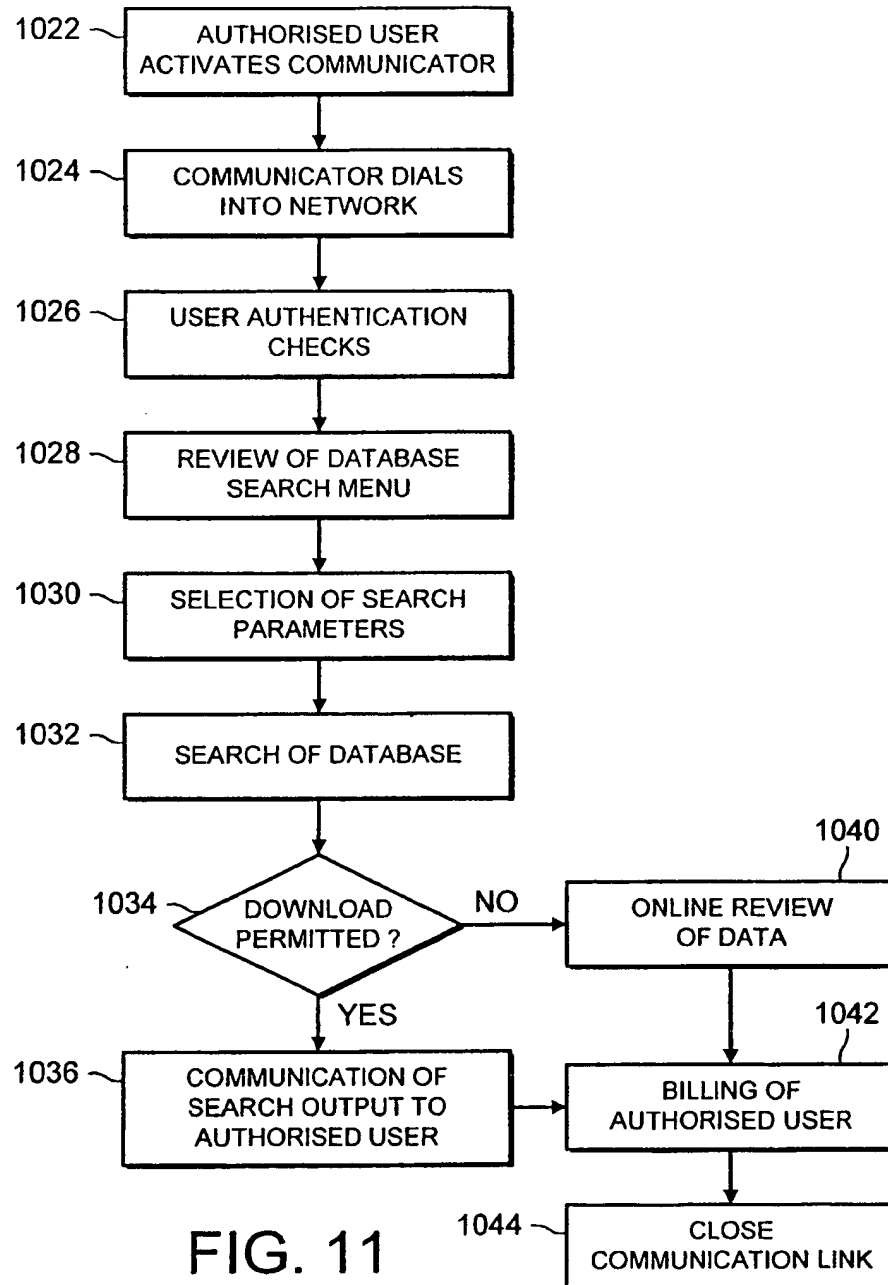 1022
AUTHORISED USER
ACTIVATES COMMUNICATOR
1024
COMMUNICATOR DIALS
INTO NETWORK
1026
USER AUTHENTICATION
CHECKS
1028
REVIEW OF DATABASE
SEARCH MENU
1030
SELECTION OF SEARCH
PARAMETERS
1032
SEARCH OF DATABASE
1034
DOWNLOAD
PERMITTED ?
NO
1040
ONLINE REVIEW
OF DATA
YES
1036
COMMUNICATION OF
SEARCH OUTPUT TO
AUTHORISED USER
1042
BILLING OF
AUTHORISED USER
1044
CLOSE
COMMUNICATION LINK
FIG. 11